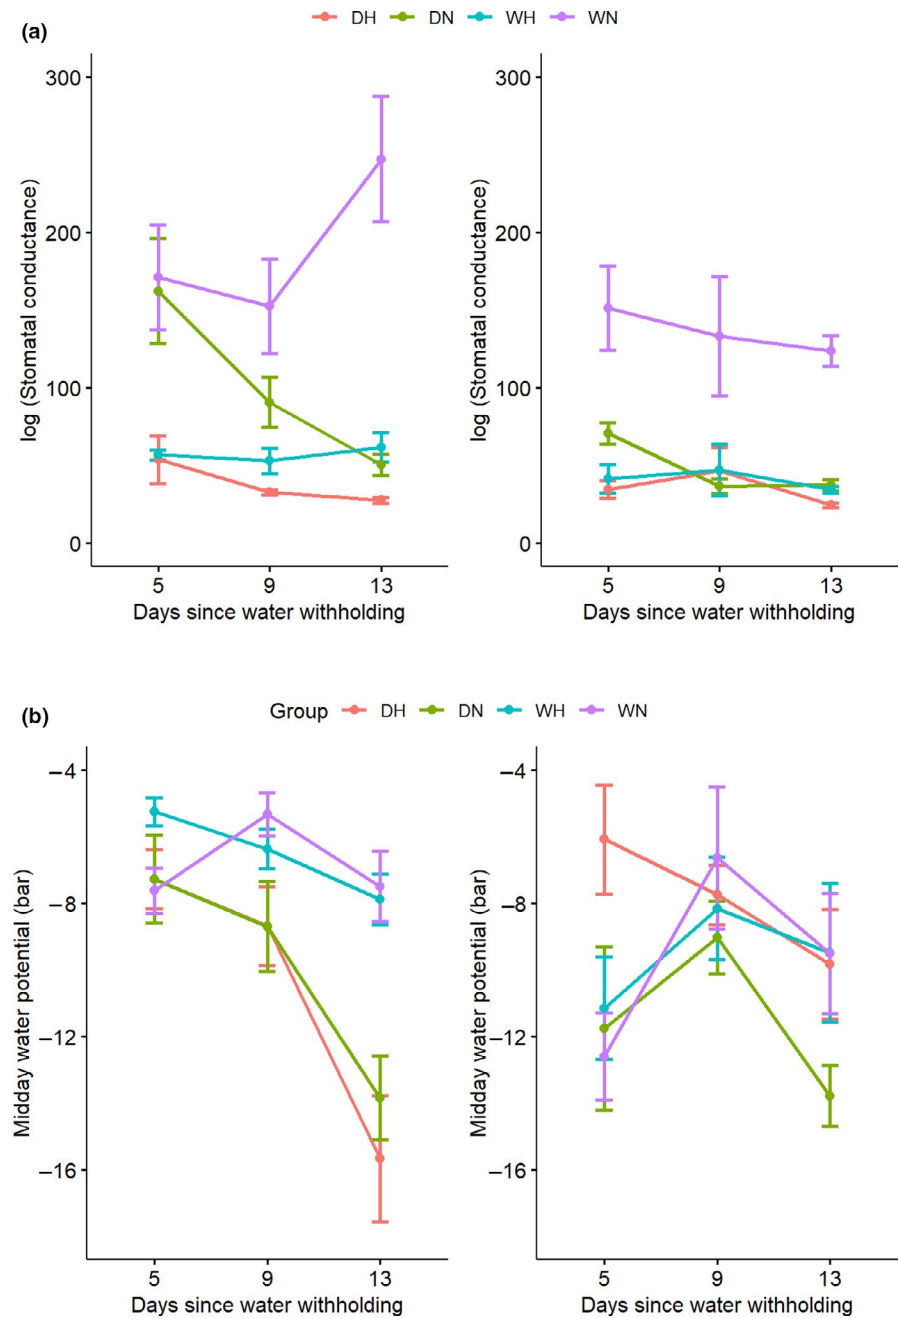 DH DN WH WN
(a)
300
200
100
0
log (Stomatal conductance)
5 9 13
Days since water withholding
300
200
100
0
log (Stomatal conductance)
5 9 13
Days since water withholding
Group DH DN WH WN
(b)
−4
−8
−12
−16
Midday water potential (bar)
5 9 13
Days since water withholding
−4
−8
−12
−16
Midday water potential (bar)
5 9 13
Days since water withholding